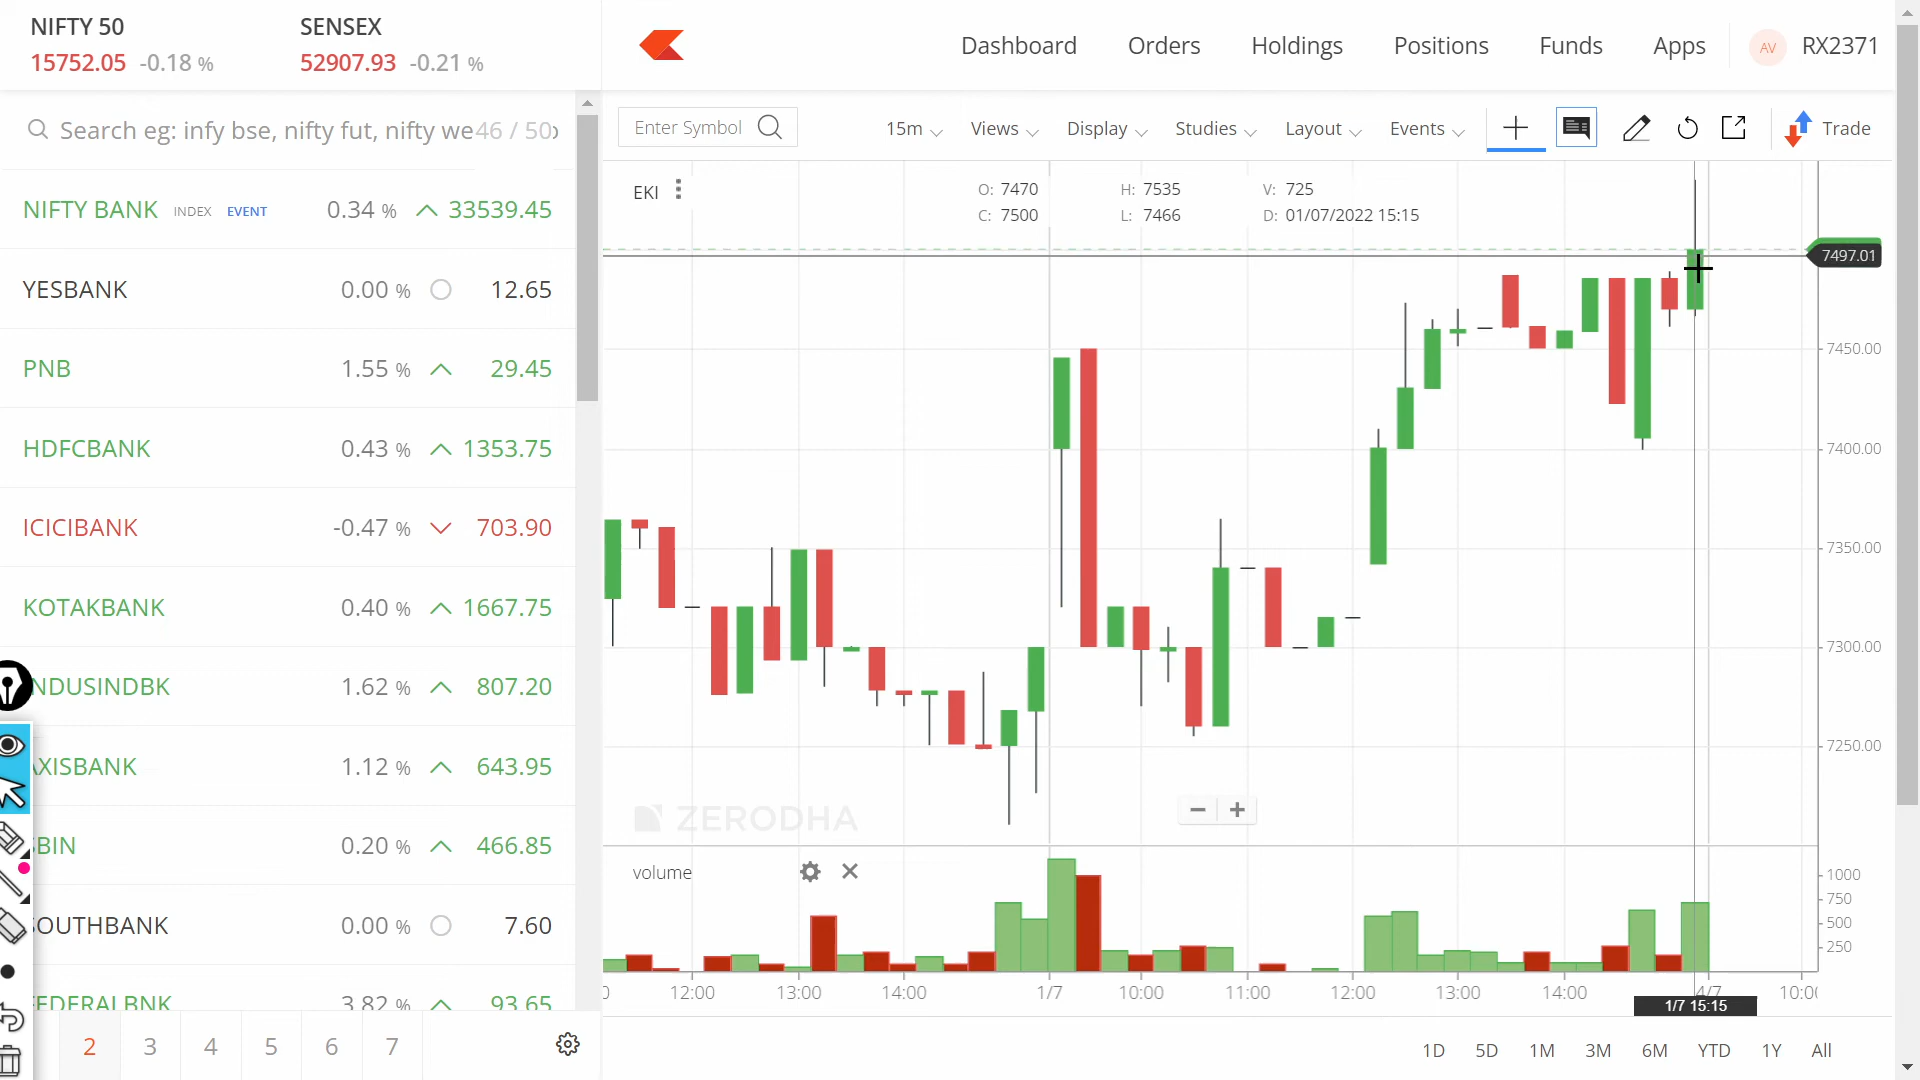 NIFTY 50
15752.05 -0.18 %
SENSEX
52907.93 -0.21 %
Dashboard Orders Holdings Positions Funds Apps AV RX2371
Search eg: infy bse, nifty fut, nifty we 46 / 50
NIFTY BANK INDEX EVENT 0.34 % 33539.45
YESBANK 0.00 % 12.65
PNB 1.55 % 29.45
HDFCBANK 0.43 % 1353.75
ICICIBANK -0.47 % 703.90
KOTAKBANK 0.40 % 1667.75
NDUSINDBK 1.62 % 807.20
AXISBANK 1.12 % 643.95
SBIN 0.20 % 466.85
SOUTHBANK 0.00 % 7.60
FEDERALBNK 3.82 % 93.65
2 3 4 5 6 7
Enter Symbol 15m Views Display Studies Layout Events Trade
EKI
O: 7470 H: 7535 V: 725
C: 7500 L: 7466 D: 01/07/2022 15:15
7497.01
7450.00
7400.00
7350.00
7300.00
7250.00
ZERODHA
volume
1000
750
500
250
12:00 13:00 14:00 1/7 10:00 11:00 12:00 13:00 14:00 4/7 10:00
1/7 15:15
1D 5D 1M 3M 6M YTD 1Y All